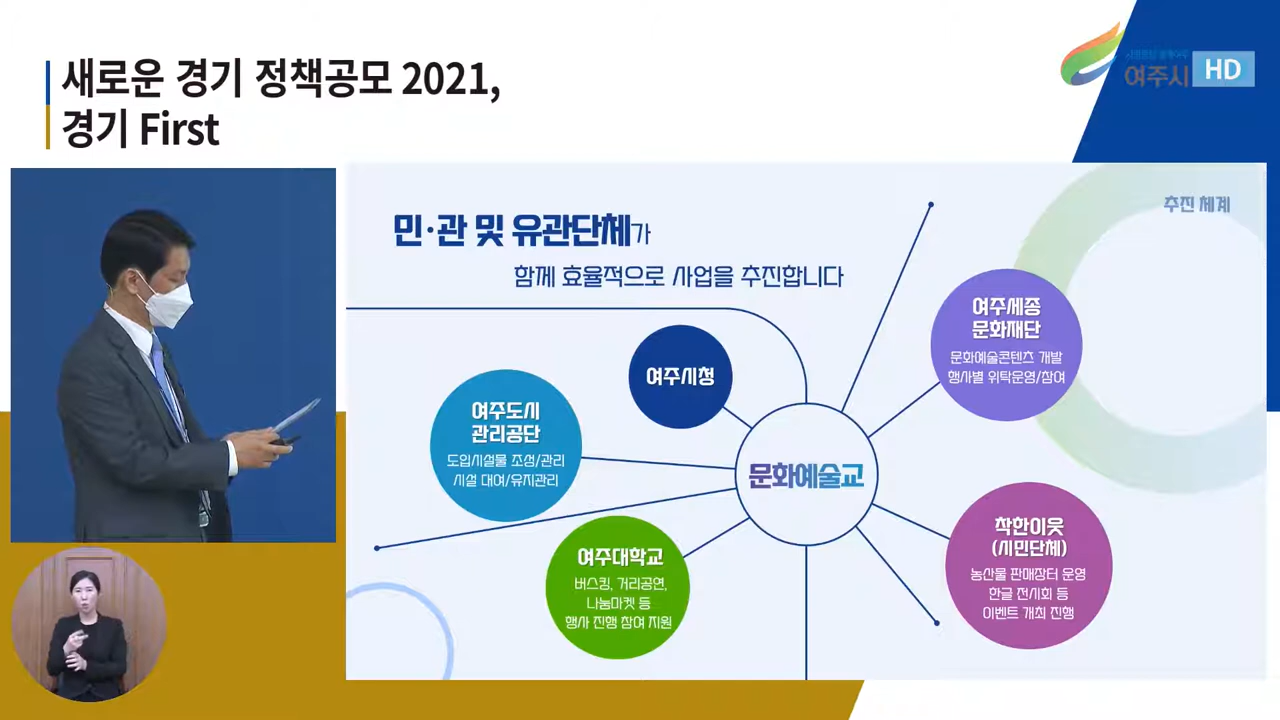 새로운 경기 정책공모 2021,
경기 First
여주시 HD
추진 체계
민·관 및 유관단체가
함께 효율적으로 사업을 추진합니다
여주시청
여주세종
문화재단
문화예술콘텐츠 개발
행사별 위탁운영/참여
여주도시
관리공단
도입시설물 조성/관리
시설 대여/유지관리
문화예술교
여주대학교
버스킹, 거리공연,
나눔마켓 등
행사 진행 참여 지원
착한이웃
(시민단체)
농산물 판매장터 운영
한글 전시회 등
이벤트 개최 진행